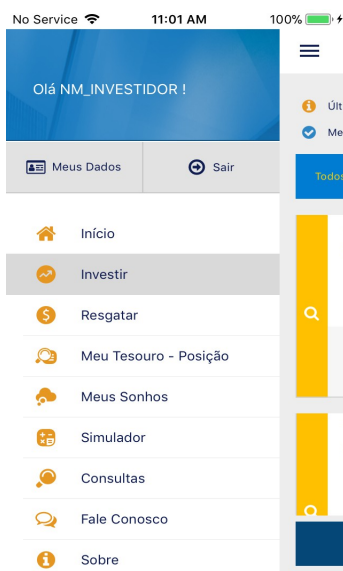 No Service 11:01 AM 100%
Olá NM_INVESTIDOR !
Meus Dados Sair
Início
Investir
Resgatar
Meu Tesouro - Posição
Meus Sonhos
Simulador
Consultas
Fale Conosco
Sobre
Últ
Me
Todos